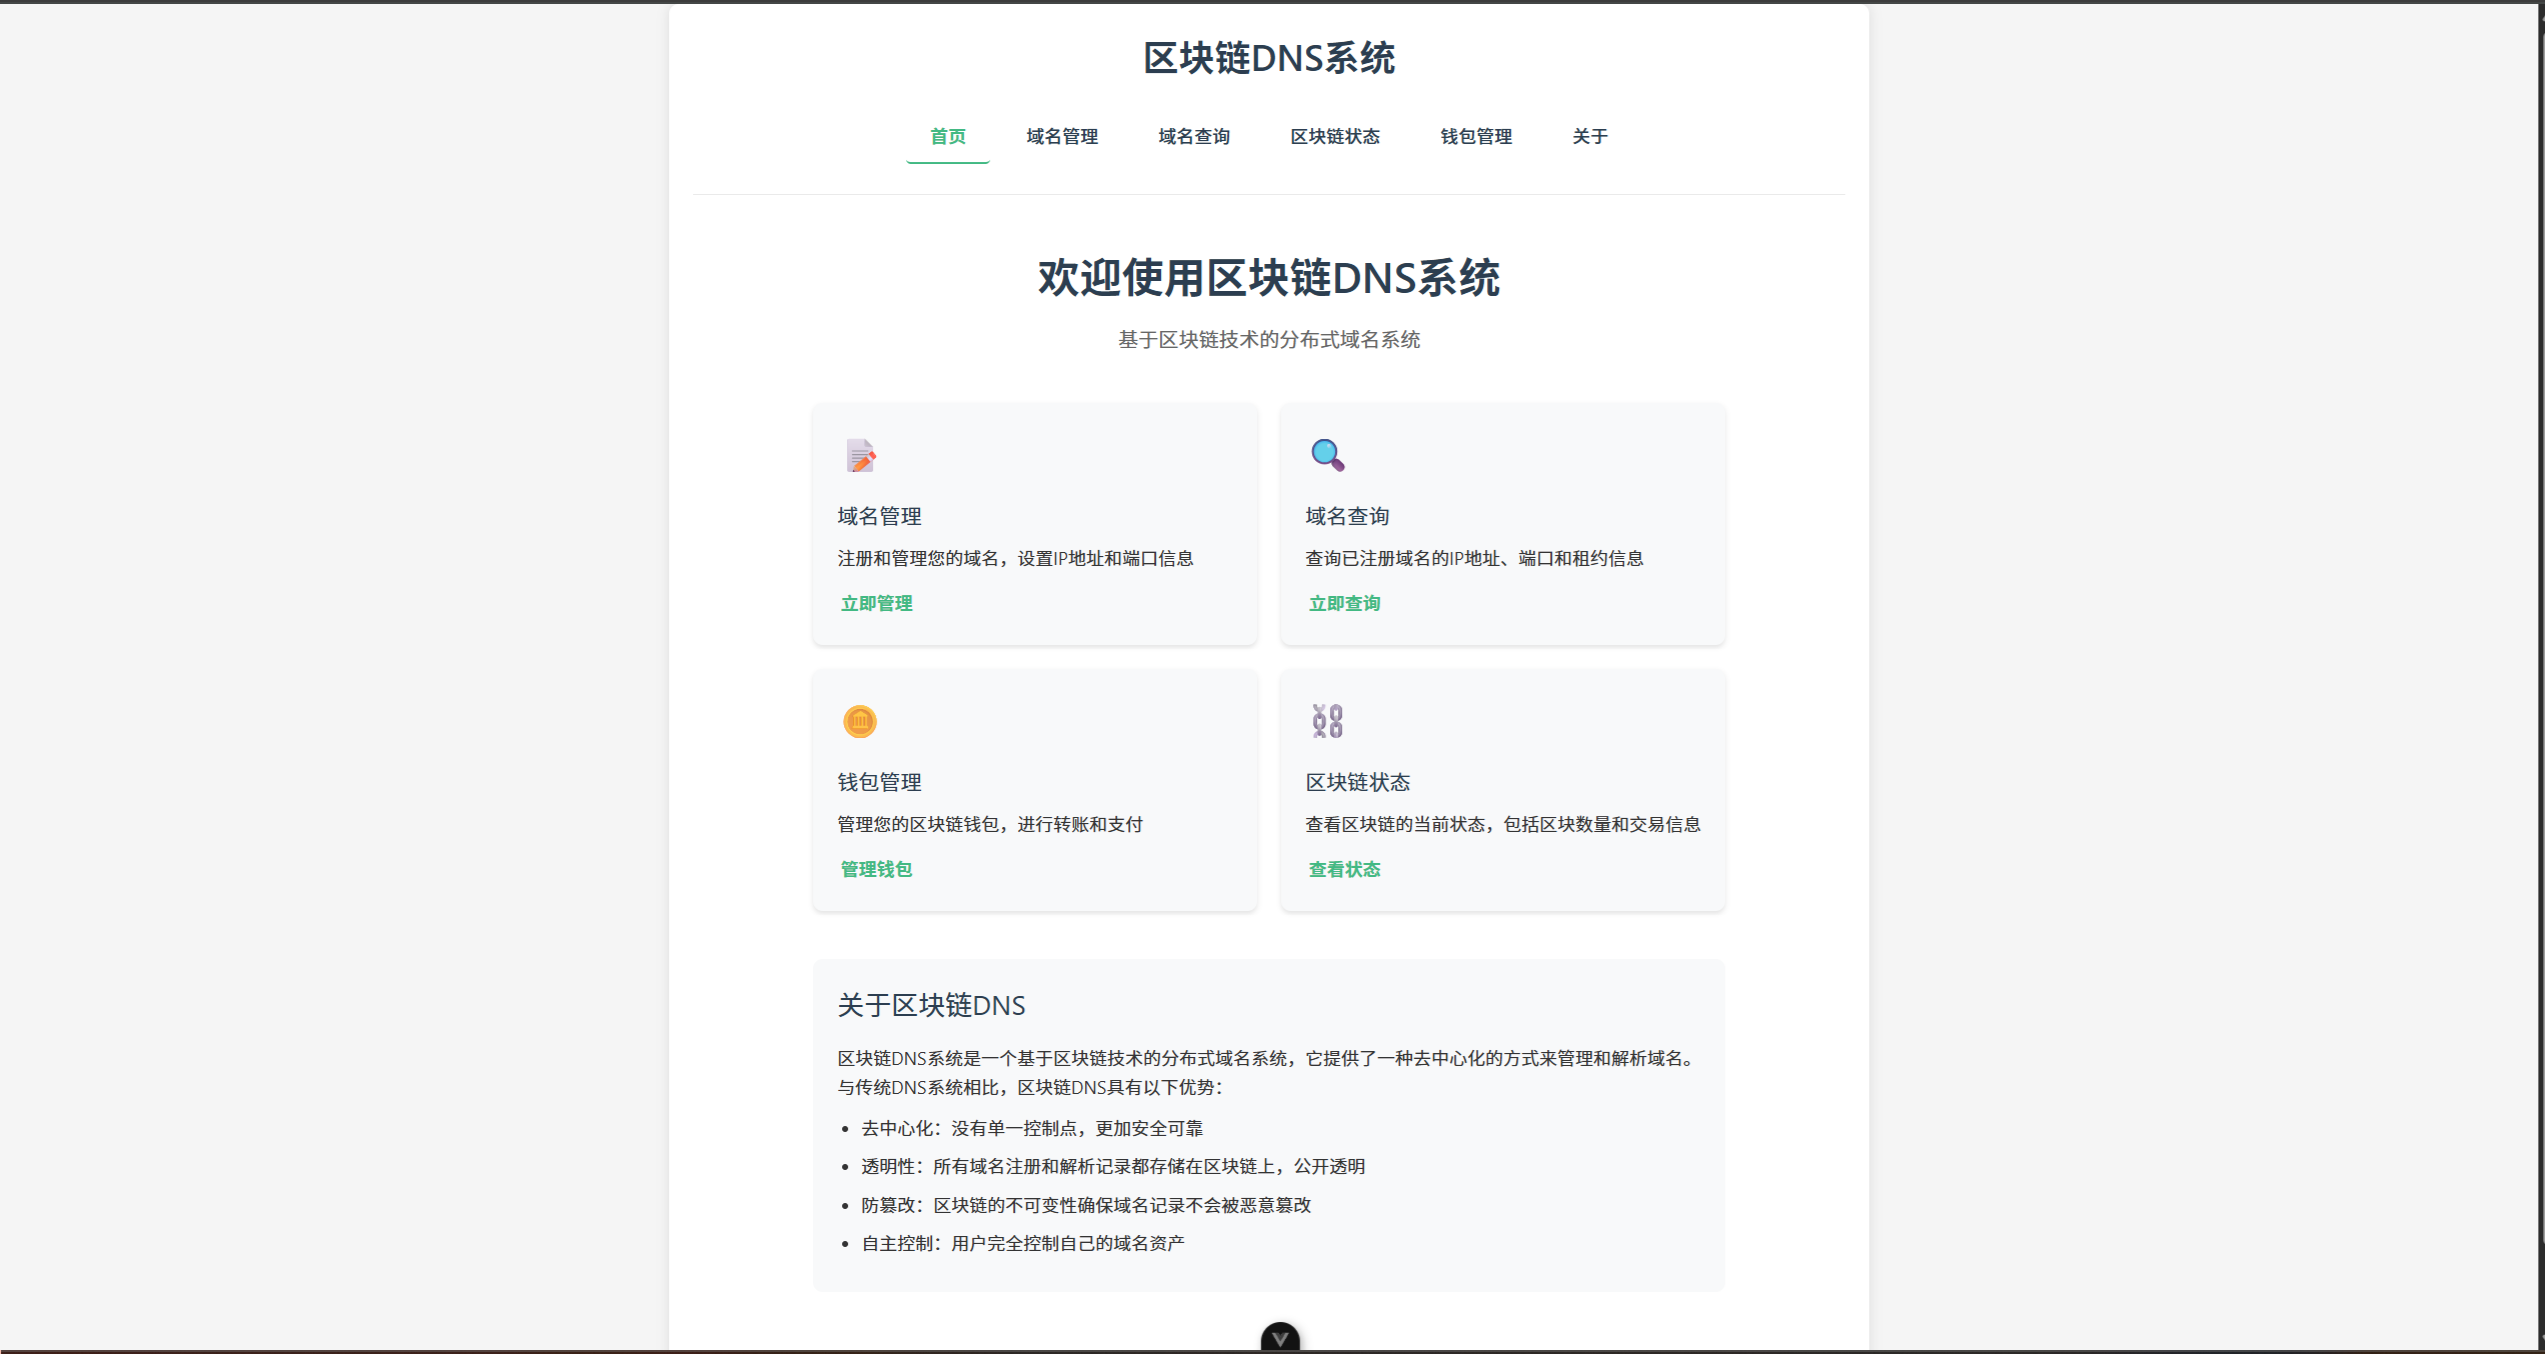 区块链DNS系统
首页 域名管理 域名查询 区块链状态 钱包管理 关于
欢迎使用区块链DNS系统
基于区块链技术的分布式域名系统
域名管理
注册和管理您的域名，设置IP地址和端口信息
立即管理
域名查询
查询已注册域名的IP地址、端口和租约信息
立即查询
钱包管理
管理您的区块链钱包，进行转账和支付
管理钱包
区块链状态
查看区块链的当前状态，包括区块数量和交易信息
查看状态
关于区块链DNS
区块链DNS系统是一个基于区块链技术的分布式域名系统，它提供了一种去中心化的方式来管理和解析域名。
与传统DNS系统相比，区块链DNS具有以下优势：
• 去中心化：没有单一控制点，更加安全可靠
• 透明性：所有域名注册和解析记录都存储在区块链上，公开透明
• 防篡改：区块链的不可变性确保域名记录不会被恶意篡改
• 自主控制：用户完全控制自己的域名资产